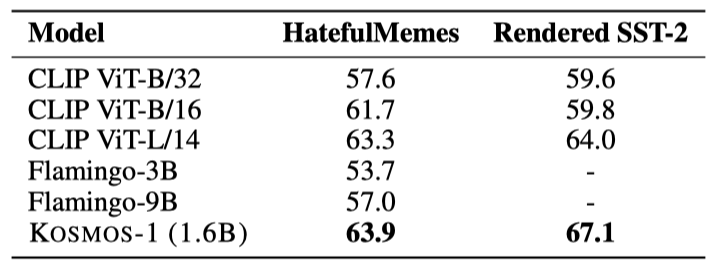 Model HatefulMemes Rendered SST-2
CLIP ViT-B/32 57.6 59.6
CLIP ViT-B/16 61.7 59.8
CLIP ViT-L/14 63.3 64.0
Flamingo-3B 53.7 -
Flamingo-9B 57.0 -
KOSMOS-1 (1.6B) 63.9 67.1